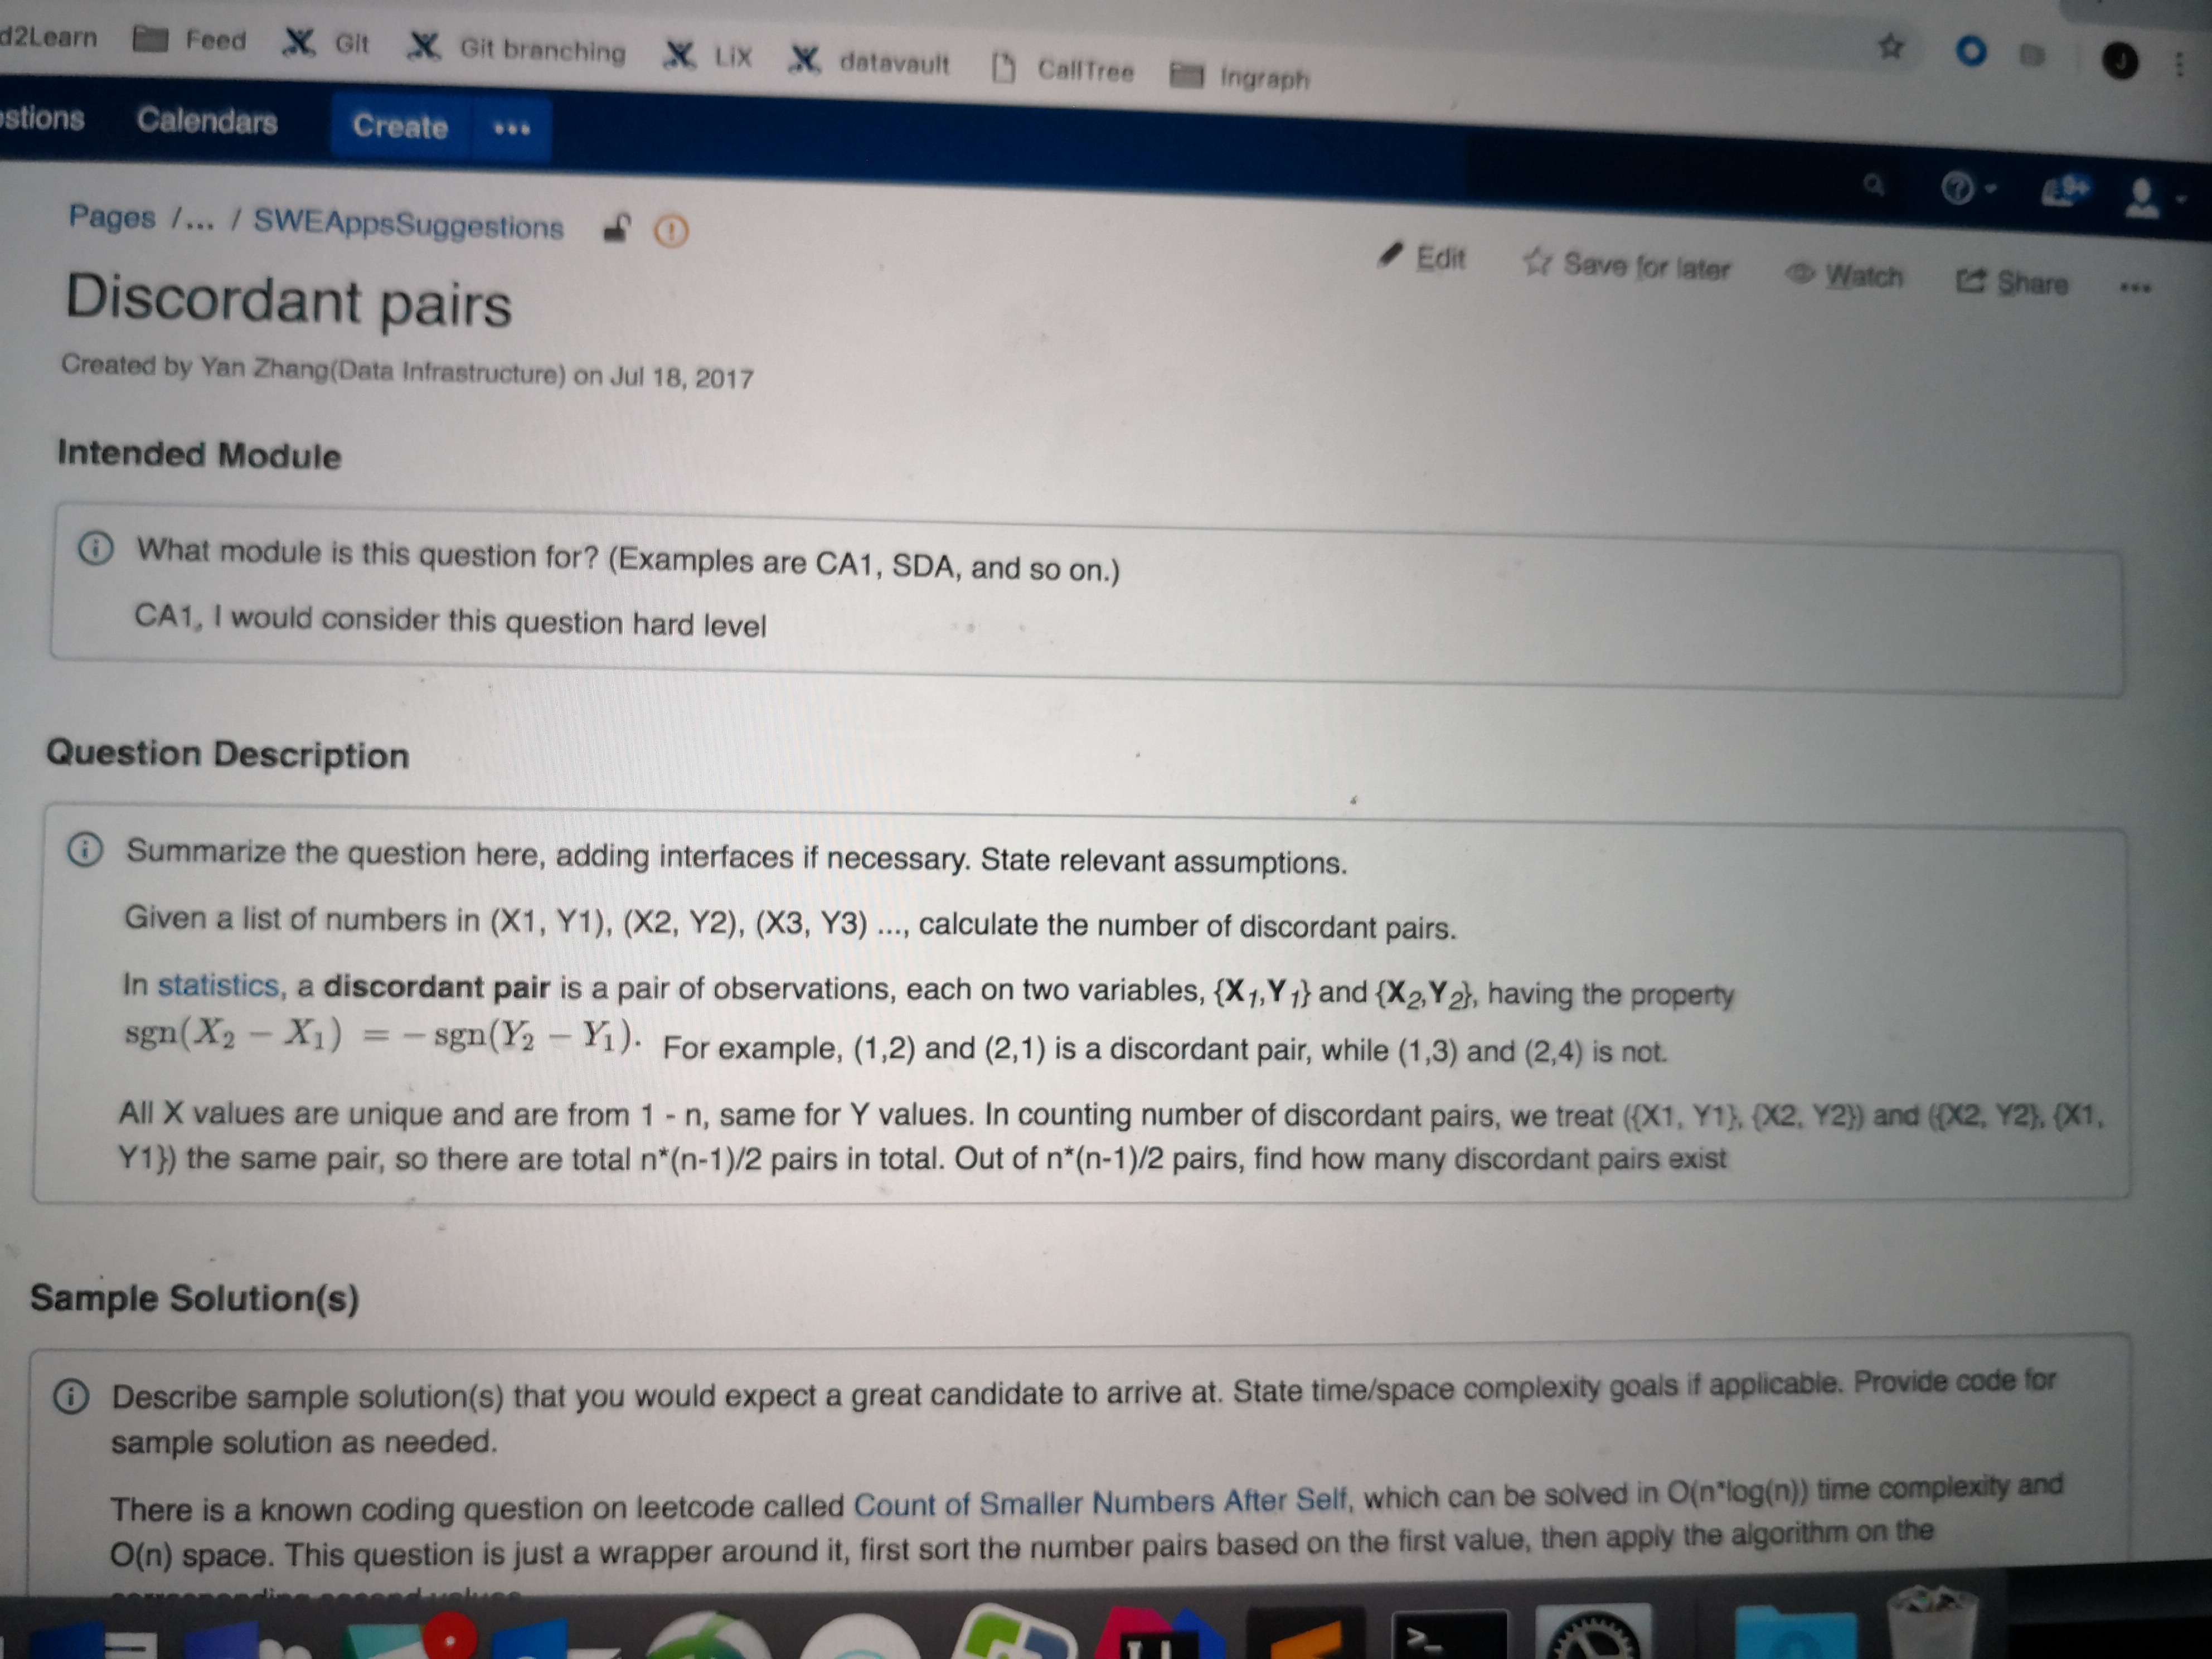 d2Learn Feed Git Git branching LiX datavault CallTree Ingraph
J
stions Calendars Create •••
9+
Pages /... / SWEAppsSuggestions
Edit Save for later Watch Share •••
Discordant pairs
Created by Yan Zhang(Data Infrastructure) on Jul 18, 2017
Intended Module
What module is this question for? (Examples are CA1, SDA, and so on.)
CA1, I would consider this question hard level
Question Description
Summarize the question here, adding interfaces if necessary. State relevant assumptions.
Given a list of numbers in (X1, Y1), (X2, Y2), (X3, Y3) ..., calculate the number of discordant pairs.
In statistics, a discordant pair is a pair of observations, each on two variables, {X1,Y1} and {X2,Y2}, having the property
sgn(X2 − X1) = − sgn(Y2 − Y1). For example, (1,2) and (2,1) is a discordant pair, while (1,3) and (2,4) is not.
All X values are unique and are from 1 - n, same for Y values. In counting number of discordant pairs, we treat ({X1, Y1}, {X2, Y2}) and ({X2, Y2}, {X1,
Y1}) the same pair, so there are total n*(n-1)/2 pairs in total. Out of n*(n-1)/2 pairs, find how many discordant pairs exist
Sample Solution(s)
Describe sample solution(s) that you would expect a great candidate to arrive at. State time/space complexity goals if applicable. Provide code for
sample solution as needed.
There is a known coding question on leetcode called Count of Smaller Numbers After Self, which can be solved in O(n*log(n)) time complexity and
O(n) space. This question is just a wrapper around it, first sort the number pairs based on the first value, then apply the algorithm on the